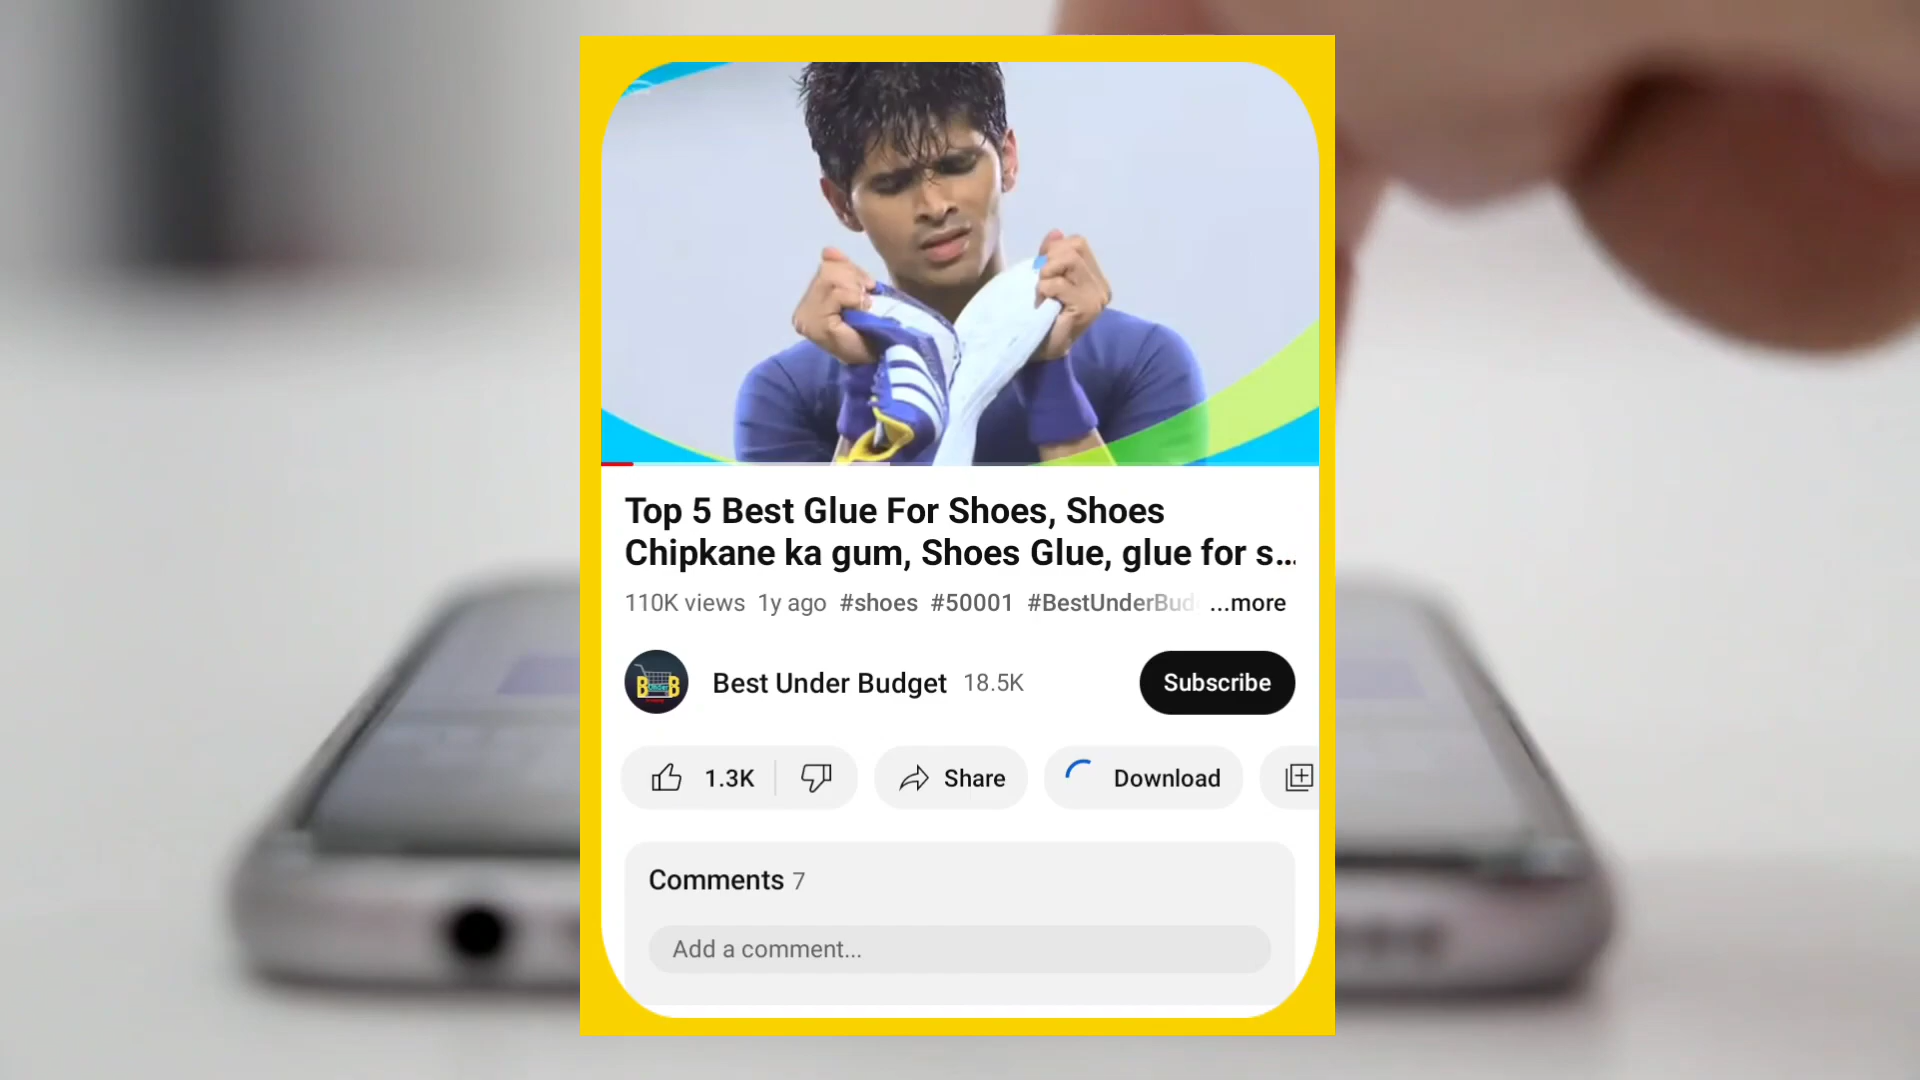 Top 5 Best Glue For Shoes, Shoes
Chipkane ka gum, Shoes Glue, glue for s...
110K views 1y ago #shoes #50001 #BestUnderBud ...more
Best Under Budget 18.5K
Subscribe
1.3K
Share
Download
Comments 7
Add a comment...